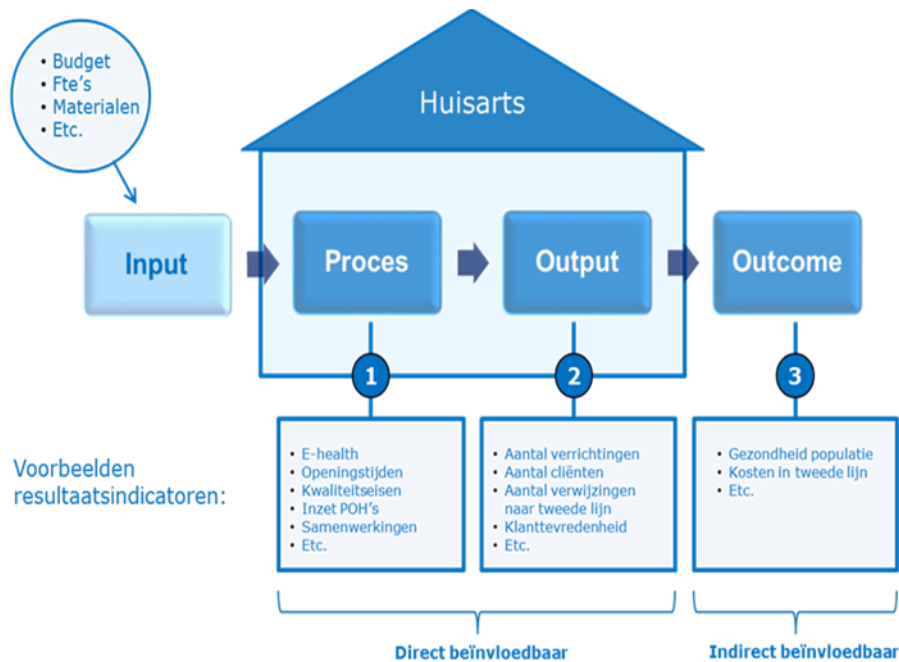 • Budget
• Fte's
• Materialen
• Etc.
Huisarts
Input
Proces
Output
Outcome
1
2
3
Voorbeelden
resultaatsindicatoren:
• E-health
• Openingstijden
• Kwaliteitseisen
• Inzet POH's
• Samenwerkingen
• Etc.
• Aantal verrichtingen
• Aantal cliënten
• Aantal verwijzingen
naar tweede lijn
• Klanttevredenheid
• Etc.
• Gezondheid populatie
• Kosten in tweede lijn
• Etc.
Direct beïnvloedbaar
Indirect beïnvloedbaar